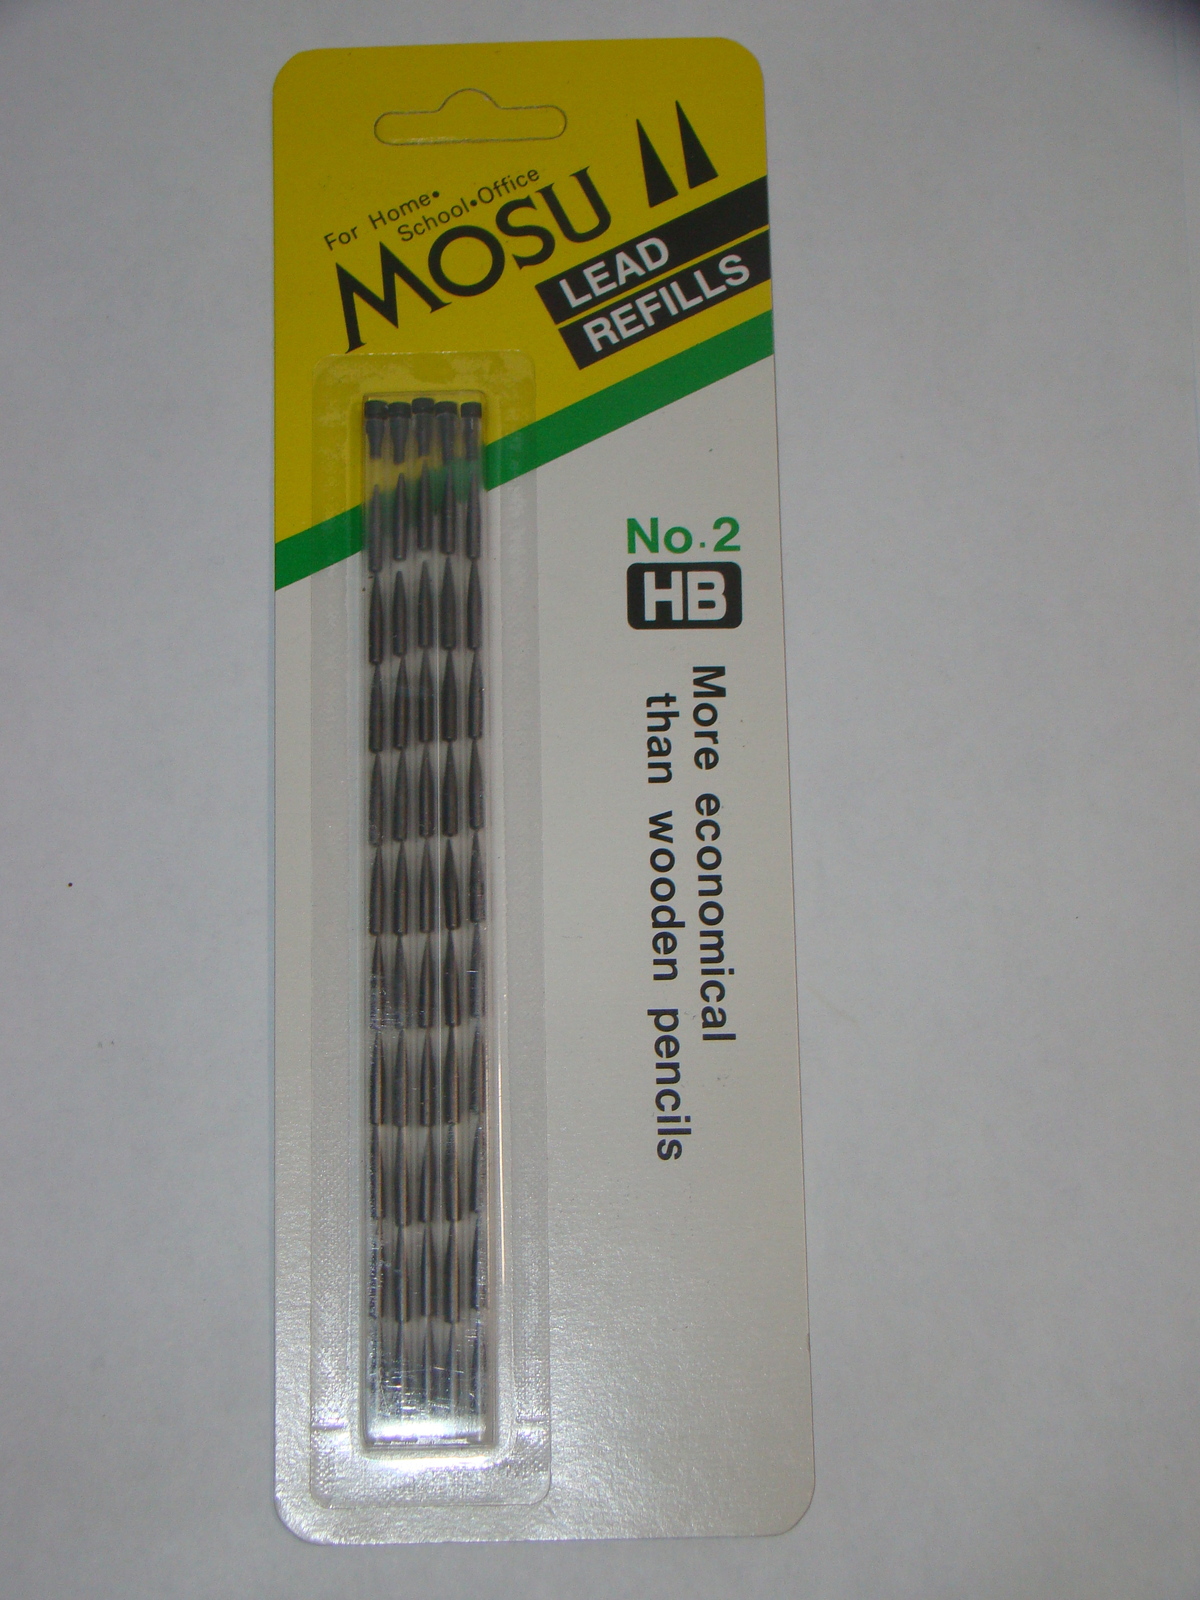 For Home•
School•Office
MOSU
LEAD
REFILLS
No.2
HB
More economical
than wooden pencils